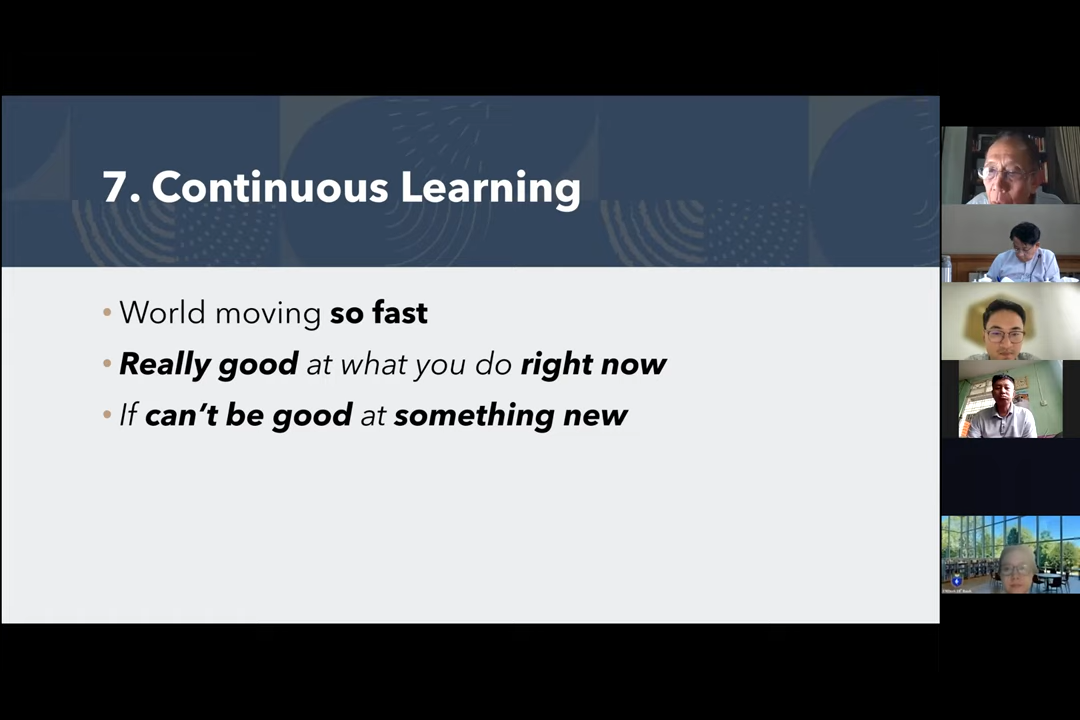 7. Continuous Learning
• World moving so fast
• Really good at what you do right now
• If can't be good at something new